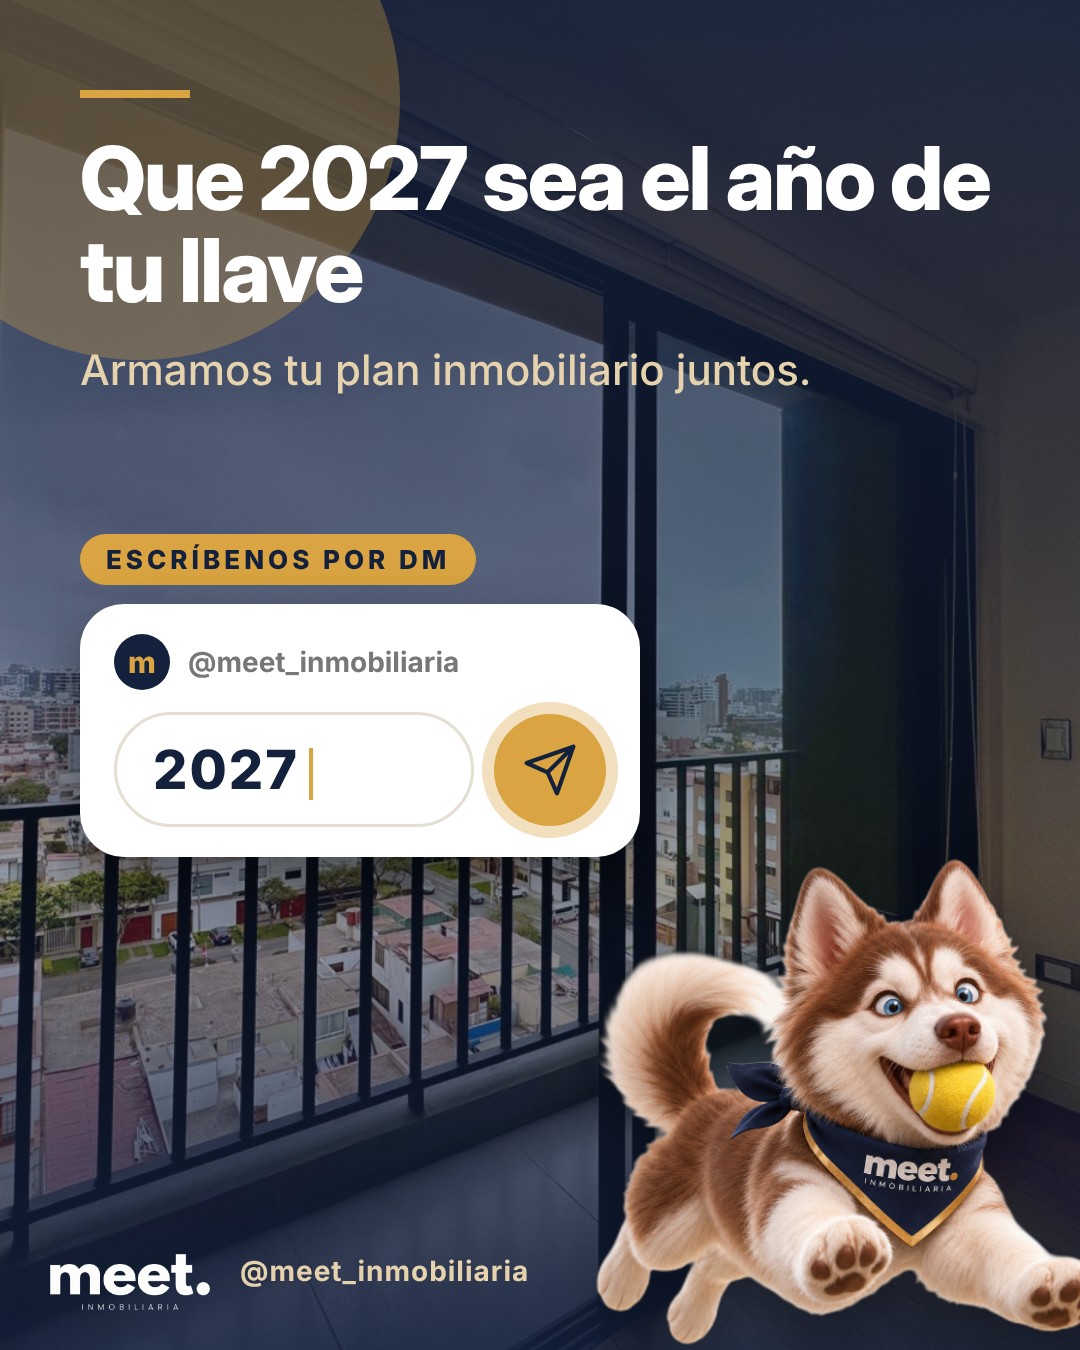 Que 2027 sea el año de
tu llave
Armamos tu plan inmobiliario juntos.
ESCRÍBENOS POR DM
m
@meet_inmobiliaria
2027
meet.
INMOBILIARIA
meet.
INMOBILIARIA
@meet_inmobiliaria